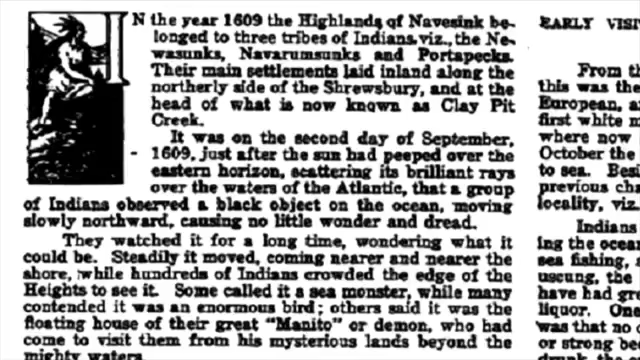 IN the year 1609 the Highlands of Navesink be-
longed to three tribes of Indians, viz., the Ne-
wasunks, Navarumsunks and Portapecks.
Their main settlements laid inland along the
northerly side of the Shrewsbury, and at the
head of what is now known as Clay Pit
Creek.
It was on the second day of September,
1609, just after the sun had peeped over the
eastern horizon, scattering its brilliant rays
over the waters of the Atlantic, that a group
of Indians observed a black object on the ocean, moving
slowly northward, causing no little wonder and dread.
They watched it for a long time, wondering what it
could be. Steadily it moved, coming nearer and nearer the
shore, while hundreds of Indians crowded the edge of the
Heights to see it. Some called it a sea monster, while many
contended it was an enormous bird; others said it was the
floating house of their great "Manito" or demon, who had
come to visit them from his mysterious lands beyond the
mighty waters.
EARLY
From
this was the
European,
first white
where now
October the
to sea.
previous
locality, viz.
Indians
ing the ocean
sea fishing,
the
have had
liquor.
was that no
or strong